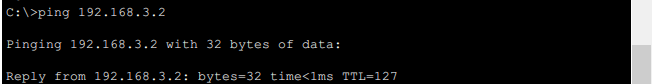 C:\>ping 192.168.3.2
Pinging 192.168.3.2 with 32 bytes of data:
Reply from 192.168.3.2: bytes=32 time<1ms TTL=127